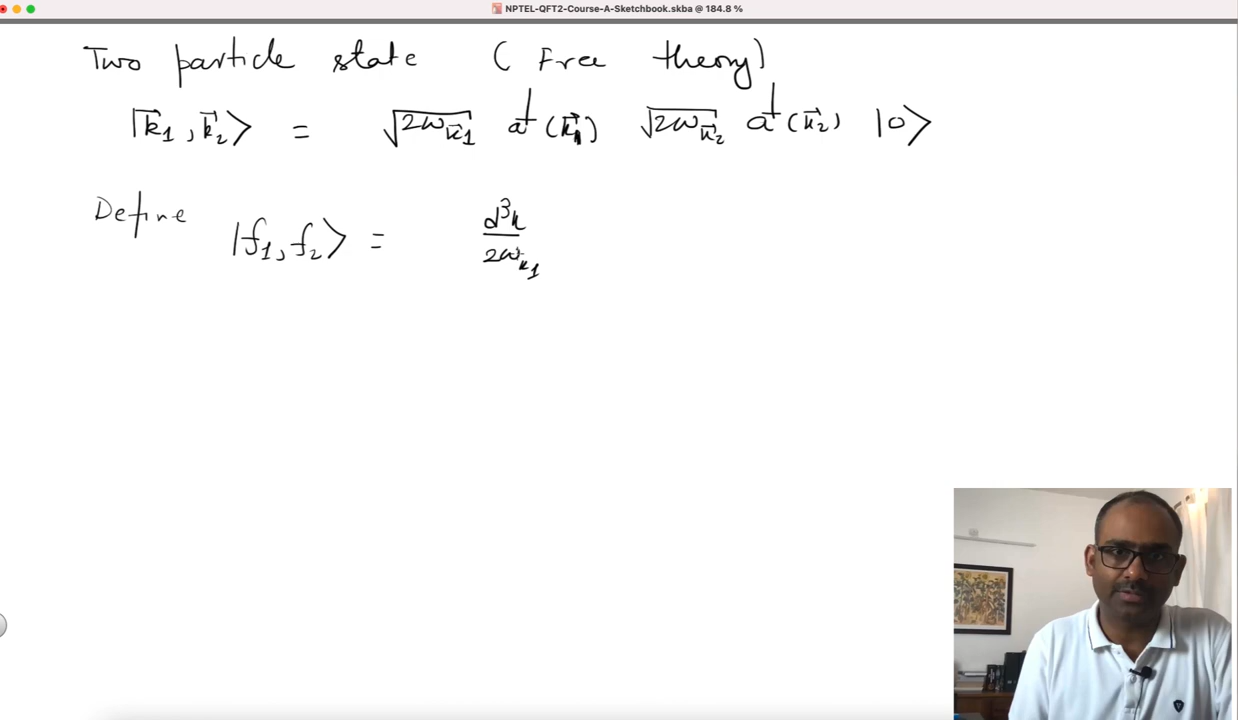 NPTEL-QFT2-Course-A-Sketchbook.skba @ 184.8 %
Two particle state (Free theory)
|k⃗₁, k⃗₂⟩ = √2ω_k⃗₁ a†(k⃗₁) √2ω_k⃗₂ a†(k⃗₂) |0⟩
Define |f₁, f₂⟩ = d³k/2ω_k₁